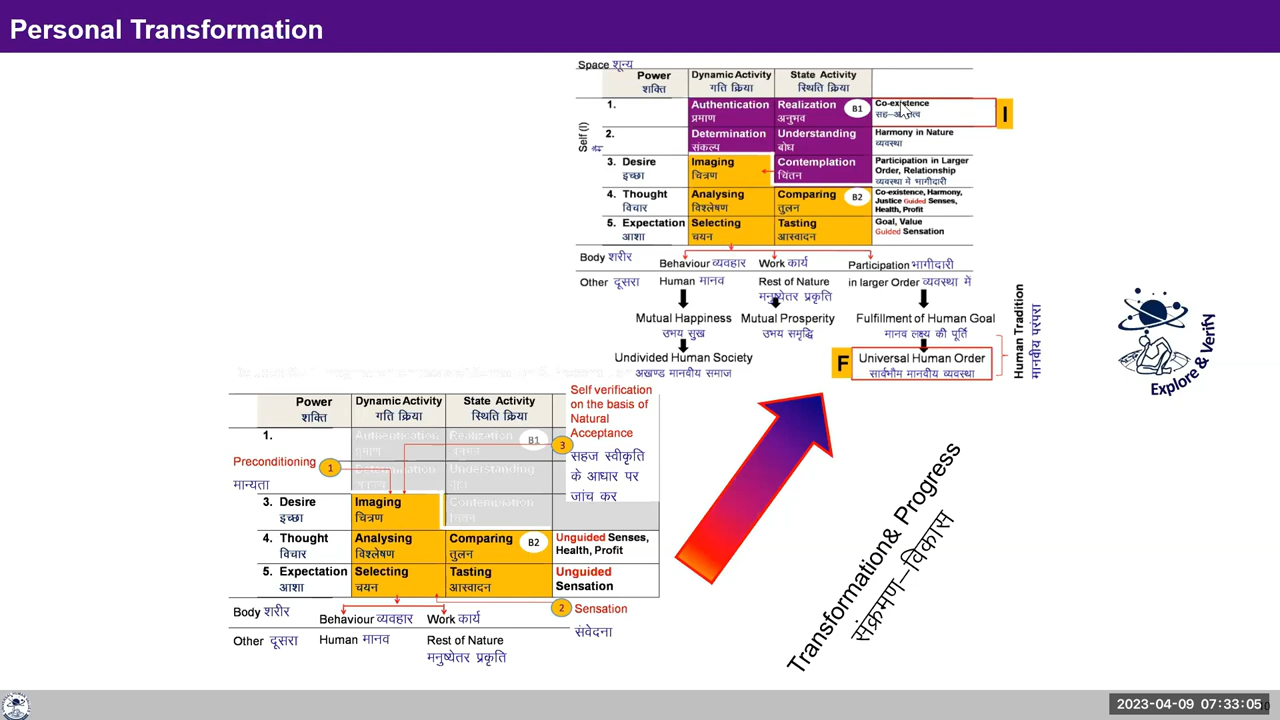 Personal Transformation
Space शून्य
Power Dynamic Activity State Activity
शक्ति गति क्रिया स्थिति क्रिया
1. Authentication Realization B1 Co-existence
प्रमाण अनुभव
I
Self (I)
मैं
2. Determination Understanding Harmony in Nature
संकल्प बोध व्यवस्था
3. Desire Imaging Contemplation Participation in Larger
इच्छा चित्रण चिंतन Order, Relationship
व्यवस्था में भागीदारी
4. Thought Analysing Comparing B2 Co-existence, Harmony,
विचार विश्लेषण तुलन Justice Guided Senses,
Health, Profit
5. Expectation Selecting Tasting Goal, Value
आशा चयन आस्वादन Guided Sensation
Body शरीर Behaviour व्यवहार Work कार्य Participation भागीदारी
Other दूसरा Human मानव Rest of Nature in larger Order व्यवस्था में
मनुष्येतर प्रकृति
Mutual Happiness Mutual Prosperity Fulfillment of Human Goal
उभय सुख उभय समृद्धि मानव लक्ष्य की पूर्ति
Undivided Human Society F Universal Human Order
अखण्ड मानवीय समाज सार्वभौम मानवीय व्यवस्था
Human Tradition
मानवीय परंपरा
Explore & Verify
Self verification
on the basis of
Natural
Acceptance
सहज स्वीकृति
के आधार पर
जांच कर
Power Dynamic Activity State Activity
शक्ति गति क्रिया स्थिति क्रिया
1. Authentication Realization B1 3
प्रमाण अनुभव
Preconditioning 1 Determination Understanding
मान्यता
3. Desire Imaging Contemplation
इच्छा चित्रण चिंतन
4. Thought Analysing Comparing B2 Unguided Senses,
विचार विश्लेषण तुलन Health, Profit
5. Expectation Selecting Tasting Unguided
आशा चयन आस्वादन Sensation
Body शरीर Behaviour व्यवहार Work कार्य 2 Sensation
संवेदना
Other दूसरा Human मानव Rest of Nature
मनुष्येतर प्रकृति
Transformation& Progress
संक्रमण–विकास
2023-04-09 07:33:05